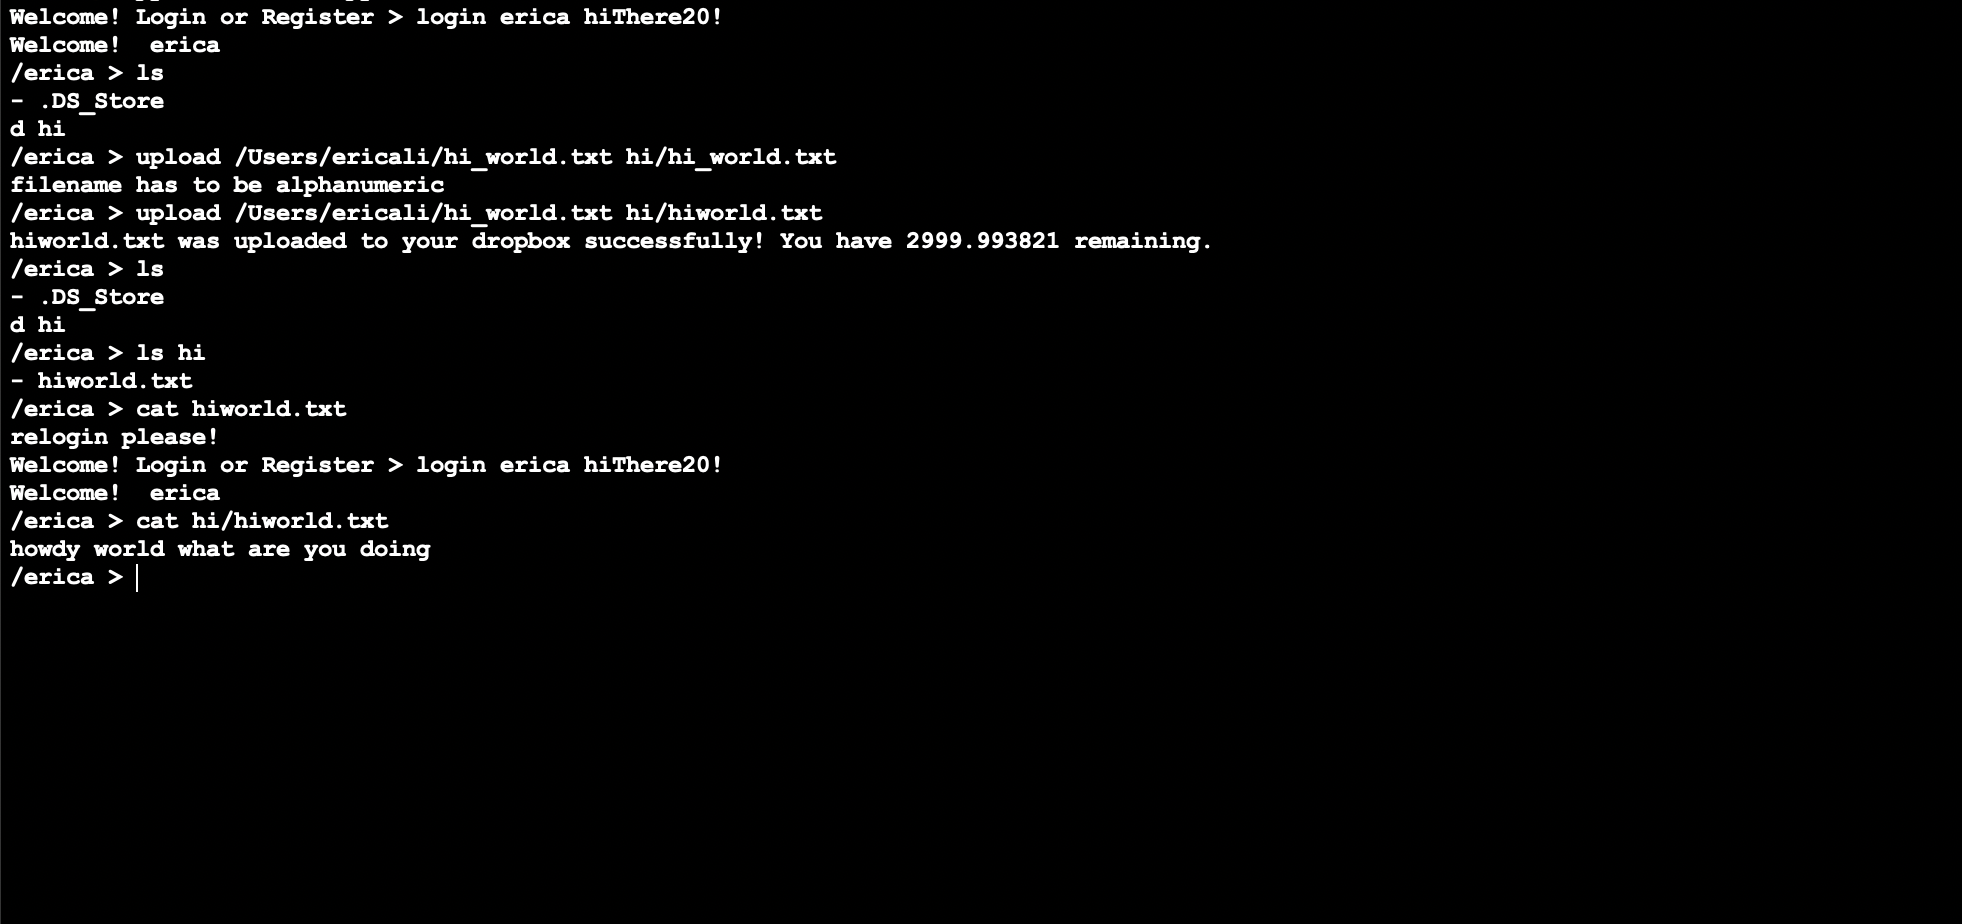 Welcome! Login or Register > login erica hiThere20!
Welcome!  erica
/erica > ls
- .DS_Store
d hi
/erica > upload /Users/ericali/hi_world.txt hi/hi_world.txt
filename has to be alphanumeric
/erica > upload /Users/ericali/hi_world.txt hi/hiworld.txt
hiworld.txt was uploaded to your dropbox successfully! You have 2999.993821 remaining.
/erica > ls
- .DS_Store
d hi
/erica > ls hi
- hiworld.txt
/erica > cat hiworld.txt
relogin please!
Welcome! Login or Register > login erica hiThere20!
Welcome!  erica
/erica > cat hi/hiworld.txt
howdy world what are you doing
/erica >